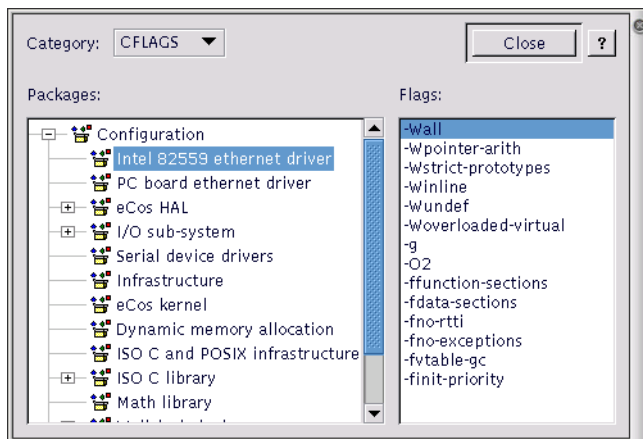 Category: CFLAGS Close ?
Packages: Flags:
Configuration
Intel 82559 ethernet driver
PC board ethernet driver
eCos HAL
I/O sub-system
Serial device drivers
Infrastructure
eCos kernel
Dynamic memory allocation
ISO C and POSIX infrastructure
ISO C library
Math library
-Wall
-Wpointer-arith
-Wstrict-prototypes
-Winline
-Wundef
-Woverloaded-virtual
-g
-O2
-ffunction-sections
-fdata-sections
-fno-rtti
-fno-exceptions
-fvtable-gc
-finit-priority